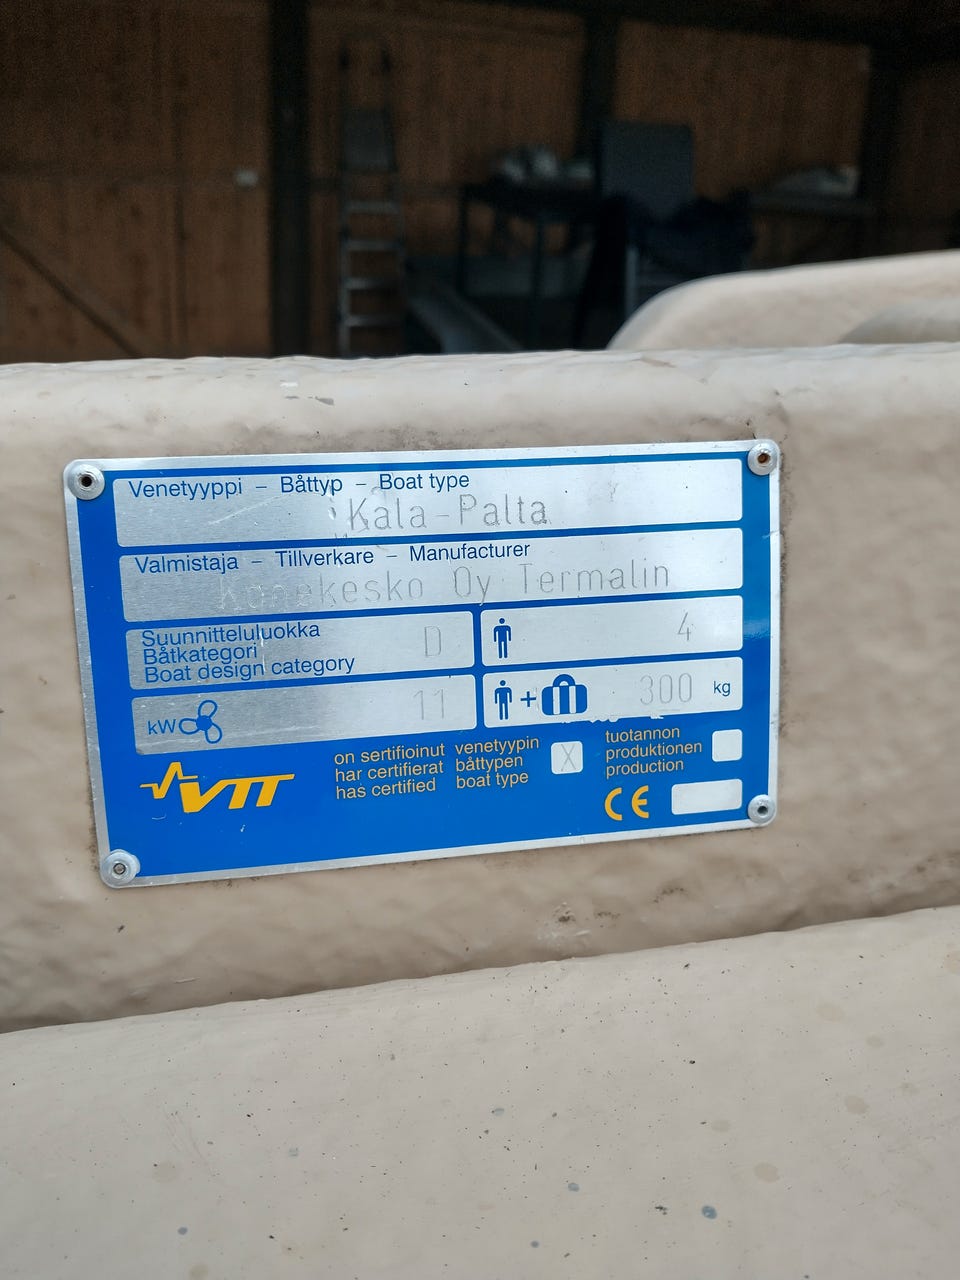 Venetyyppi – Båttyp – Boat type
Kala-Palta
Valmistaja – Tillverkare – Manufacturer
Konekesko Oy Termalin
Suunnitteluluokka
Båtkategori
Boat design category
D
4
kW
11
+
300 kg
VTT
on sertifioinut
har certifierat
has certified
venetyypin
båttypen
boat type
X
tuotannon
produktionen
production
CE